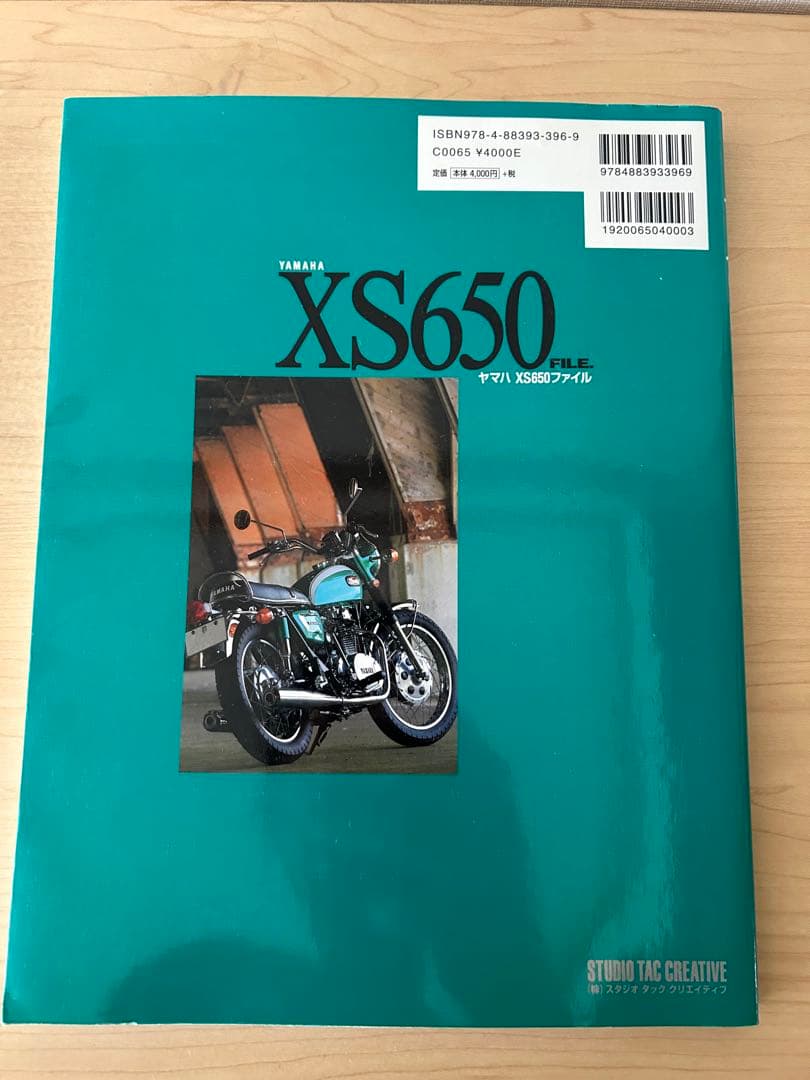 ISBN978-4-88393-396-9
C0065 ¥4000E
定価 本体 4,000円 +税
9784883933969
1920065040003
YAMAHA
XS650
FILE.
ヤマハ XS650ファイル
YAMAHA
STUDIO TAC CREATIVE
(株)スタジオ タック クリエイティブ